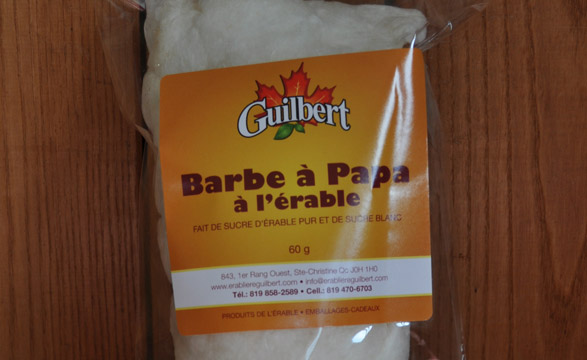 Guilbert
Barbe à Papa
à l'érable
FAIT DE SUCRE D'ÉRABLE PUR ET DE SUCRE BLANC
60 g
843, 1er Rang Ouest, Ste-Christine Qc J0H 1H0
www.erabliereguilbert.com • info@erabliereguilbert.com
Tél.: 819 858-2589 • Cell.: 819 470-6703
PRODUITS DE L'ÉRABLE • EMBALLAGES-CADEAUX